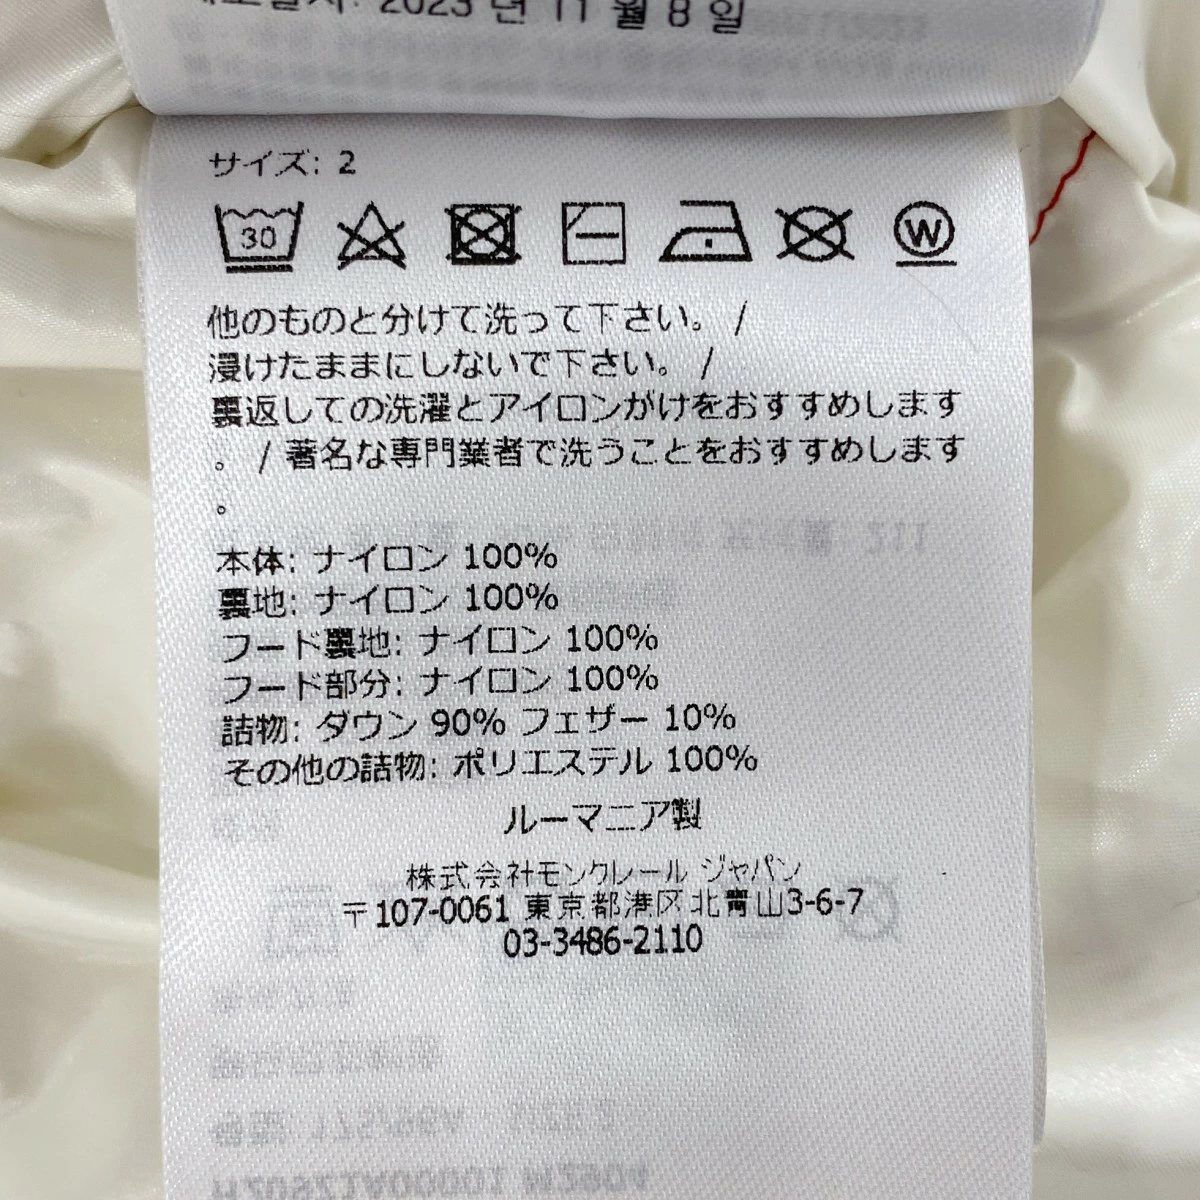 2023 년 11 월 8 일
サイズ: 2
30
W
他のものと分けて洗って下さい。 /
浸けたままにしないで下さい。 /
裏返しての洗濯とアイロンがけをおすすめします
。 / 著名な専門業者で洗うことをおすすめします
。
本体: ナイロン 100%
裏地: ナイロン 100%
フード裏地: ナイロン 100%
フード部分: ナイロン 100%
詰物: ダウン 90% フェザー 10%
その他の詰物: ポリエステル 100%
ルーマニア製
株式会社モンクレール ジャパン
〒107-0061 東京都港区北青山3-6-7
03-3486-2110